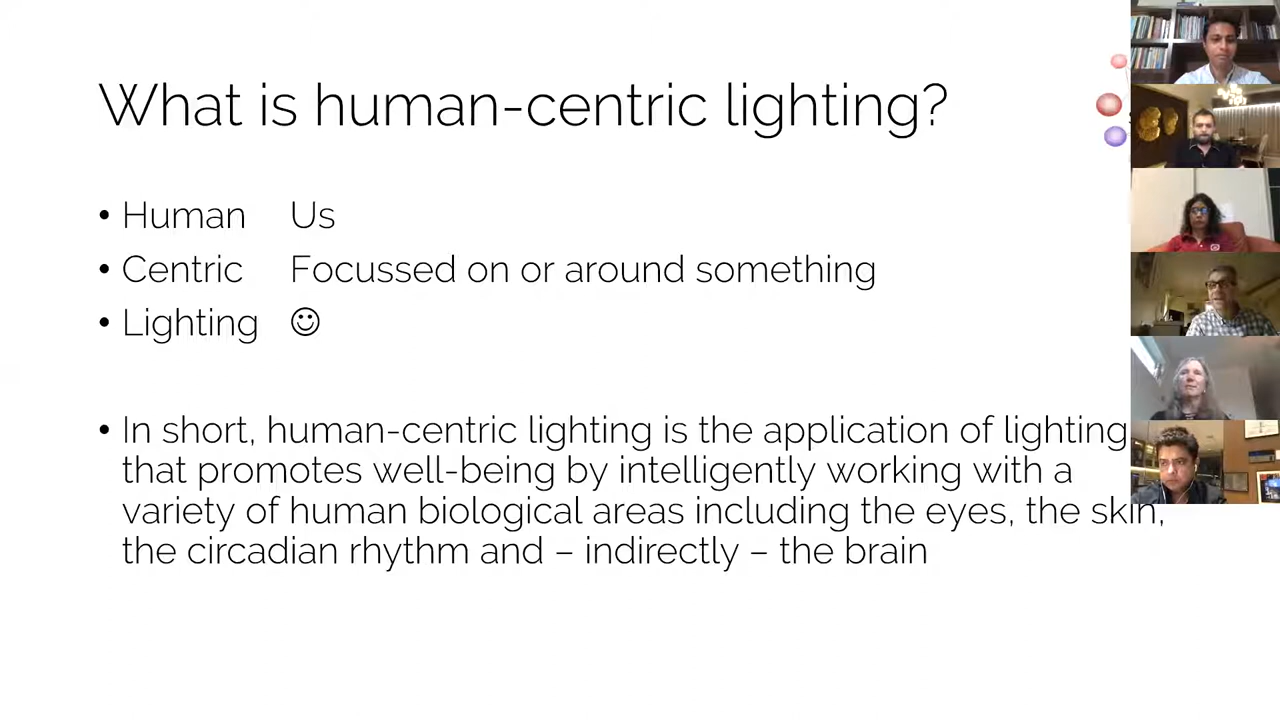 What is human-centric lighting?
• Human Us
• Centric Focussed on or around something
• Lighting ☺
• In short, human-centric lighting is the application of lighting
that promotes well-being by intelligently working with a
variety of human biological areas including the eyes, the skin,
the circadian rhythm and – indirectly – the brain